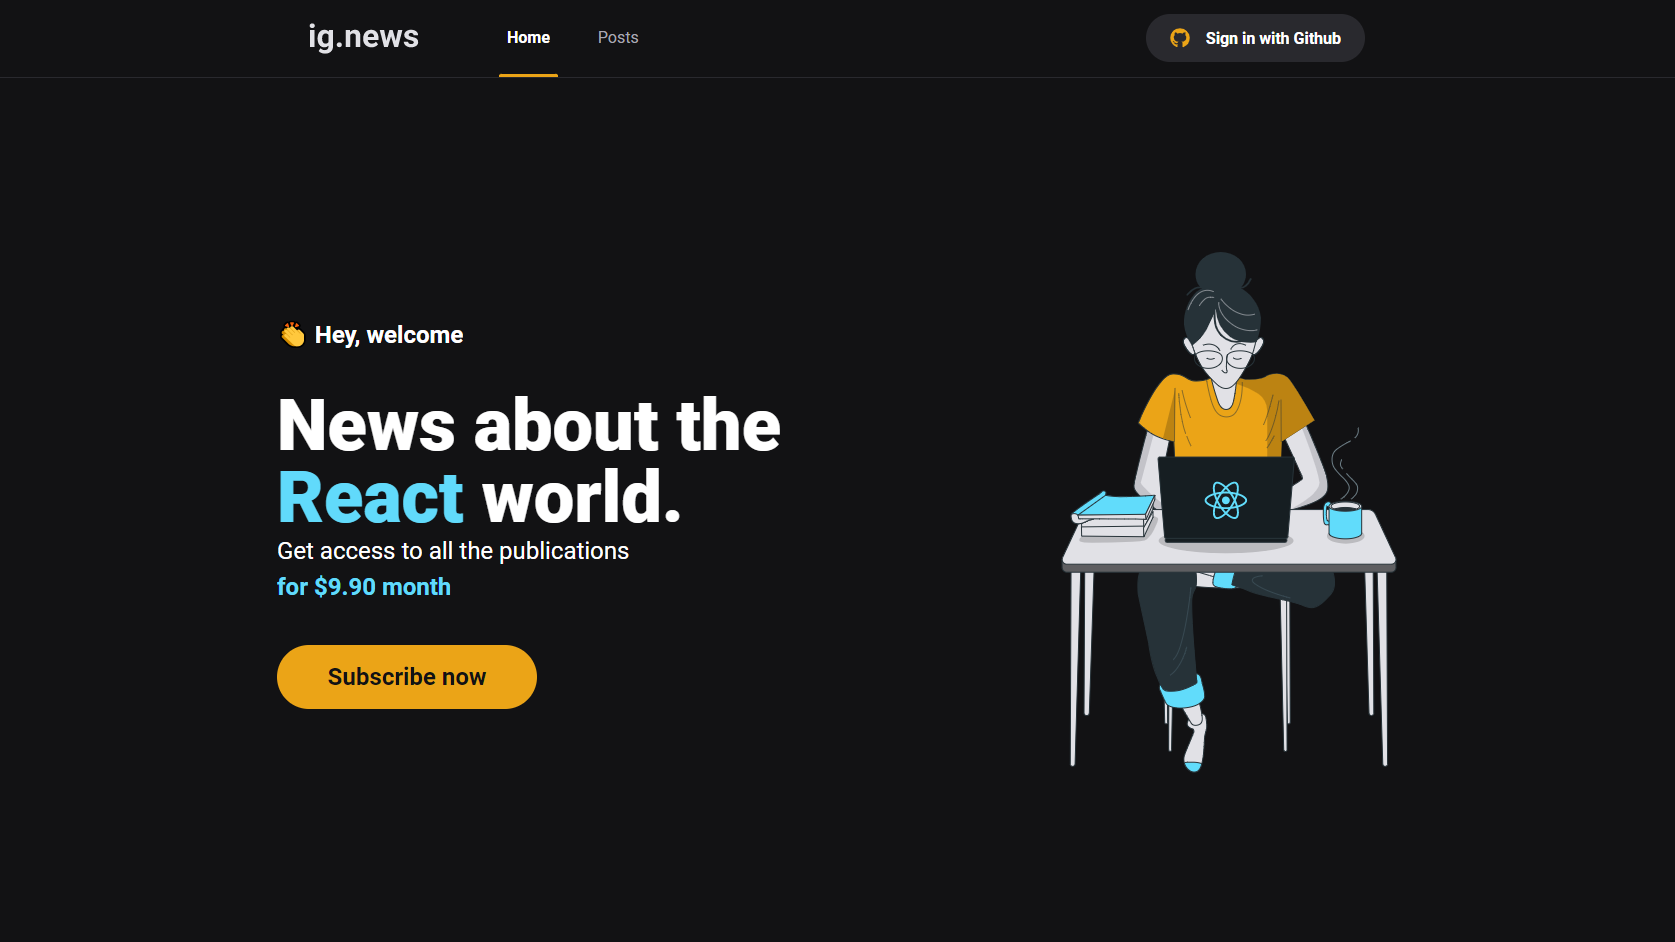 ig.news
Home
Posts
Sign in with Github
👏 Hey, welcome
News about the
React world.
Get access to all the publications
for $9.90 month
Subscribe now